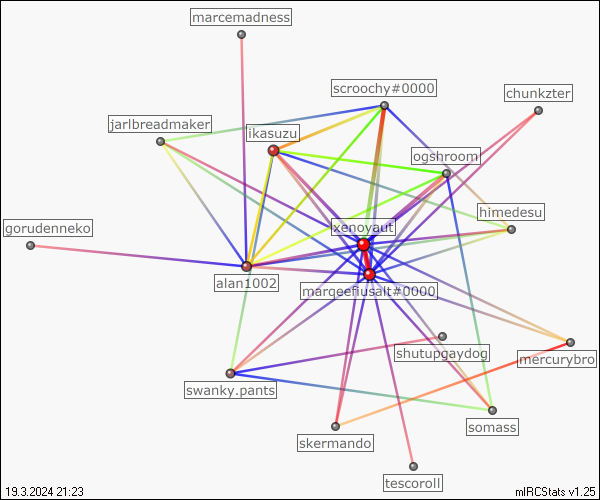 marcemadness
scroochy#0000
chunkzter
jarlbreadmaker
ikasuzu
ogshroom
himedesu
gorudenneko
xenoyaut
alan1002
marqeefiusalt#0000
shutupgaydog
mercurybro
swanky.pants
somass
skermando
tescoroll
19.3.2024 21:23
mIRCStats v1.25